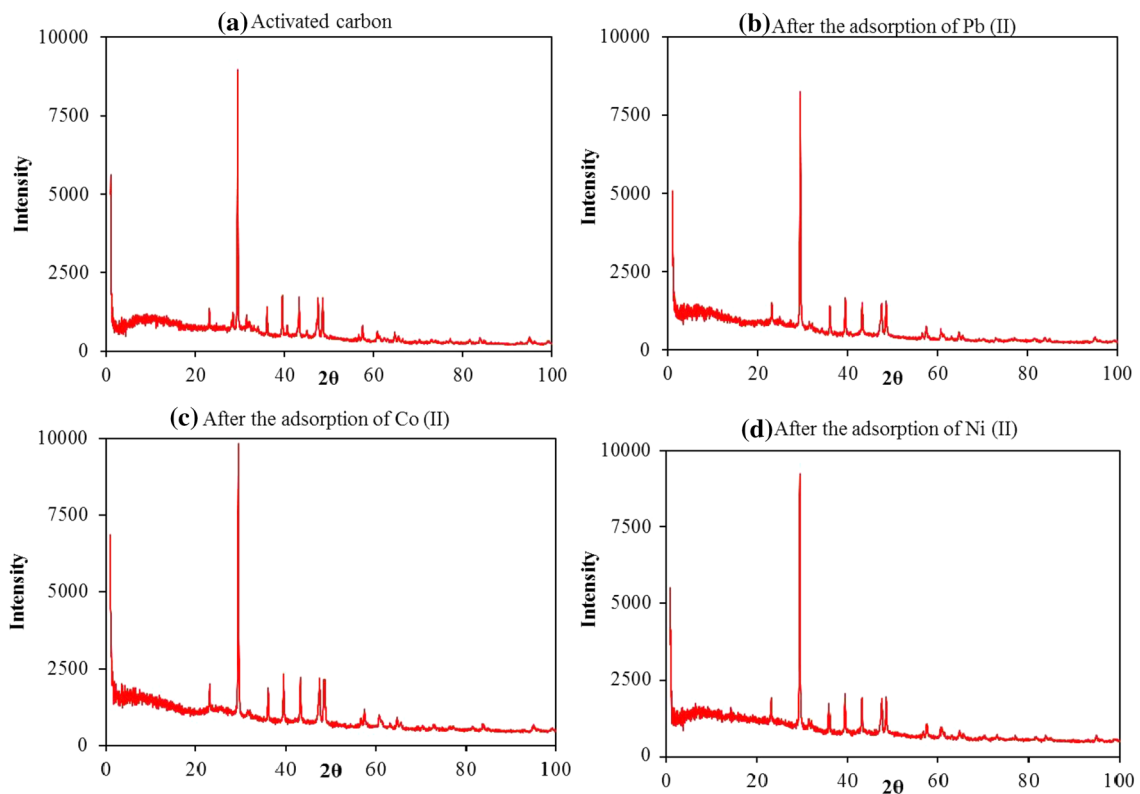 (a) Activated carbon
10000
7500
5000
2500
0
Intensity
0 20 40 60 80 100
2θ
(b) After the adsorption of Pb (II)
10000
7500
5000
2500
0
Intensity
0 20 40 60 80 100
2θ
(c) After the adsorption of Co (II)
10000
7500
5000
2500
0
Intensity
0 20 40 60 80 100
2θ
(d) After the adsorption of Ni (II)
10000
7500
5000
2500
0
Intensity
0 20 40 60 80 100
2θ